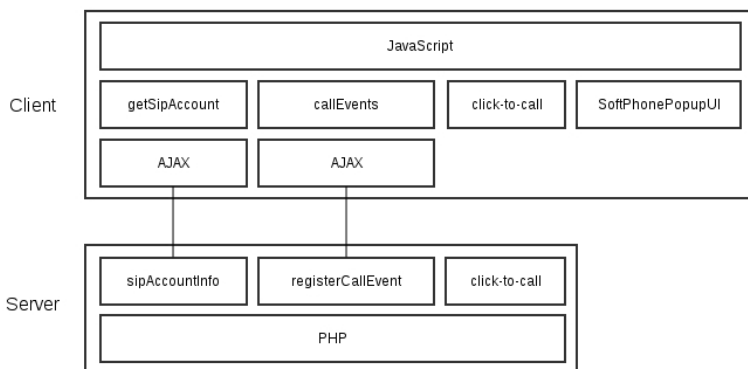 JavaScript
Client
getSipAccount
callEvents
click-to-call
SoftPhonePopupUI
AJAX
AJAX
sipAccountInfo
registerCallEvent
click-to-call
Server
PHP